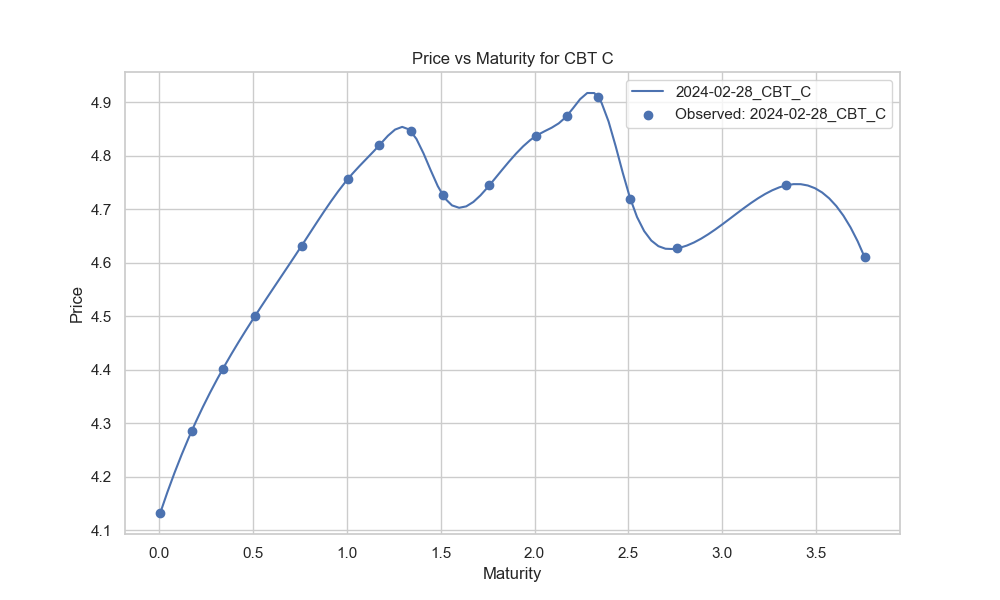 Price vs Maturity for CBT C
2024-02-28_CBT_C
Observed: 2024-02-28_CBT_C
Price
4.9
4.8
4.7
4.6
4.5
4.4
4.3
4.2
4.1
0.0 0.5 1.0 1.5 2.0 2.5 3.0 3.5
Maturity